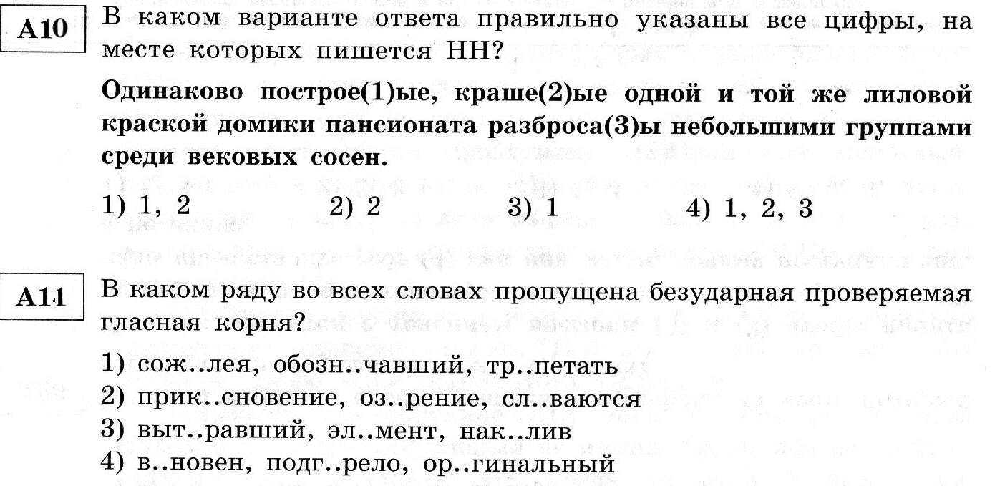 А10
В каком варианте ответа правильно указаны все цифры, на
месте которых пишется НН?
Одинаково построе(1)ые, краше(2)ые одной и той же лиловой
краской домики пансионата разброса(3)ы небольшими группами
среди вековых сосен.
1) 1, 2 2) 2 3) 1 4) 1, 2, 3
А11
В каком ряду во всех словах пропущена безударная проверяемая
гласная корня?
1) сож..лея, обозн..чавший, тр..петать
2) прик..сновение, оз..рение, сл..ваются
3) выт..равший, эл..мент, нак..лив
4) в..новен, подг..рело, ор..гинальный